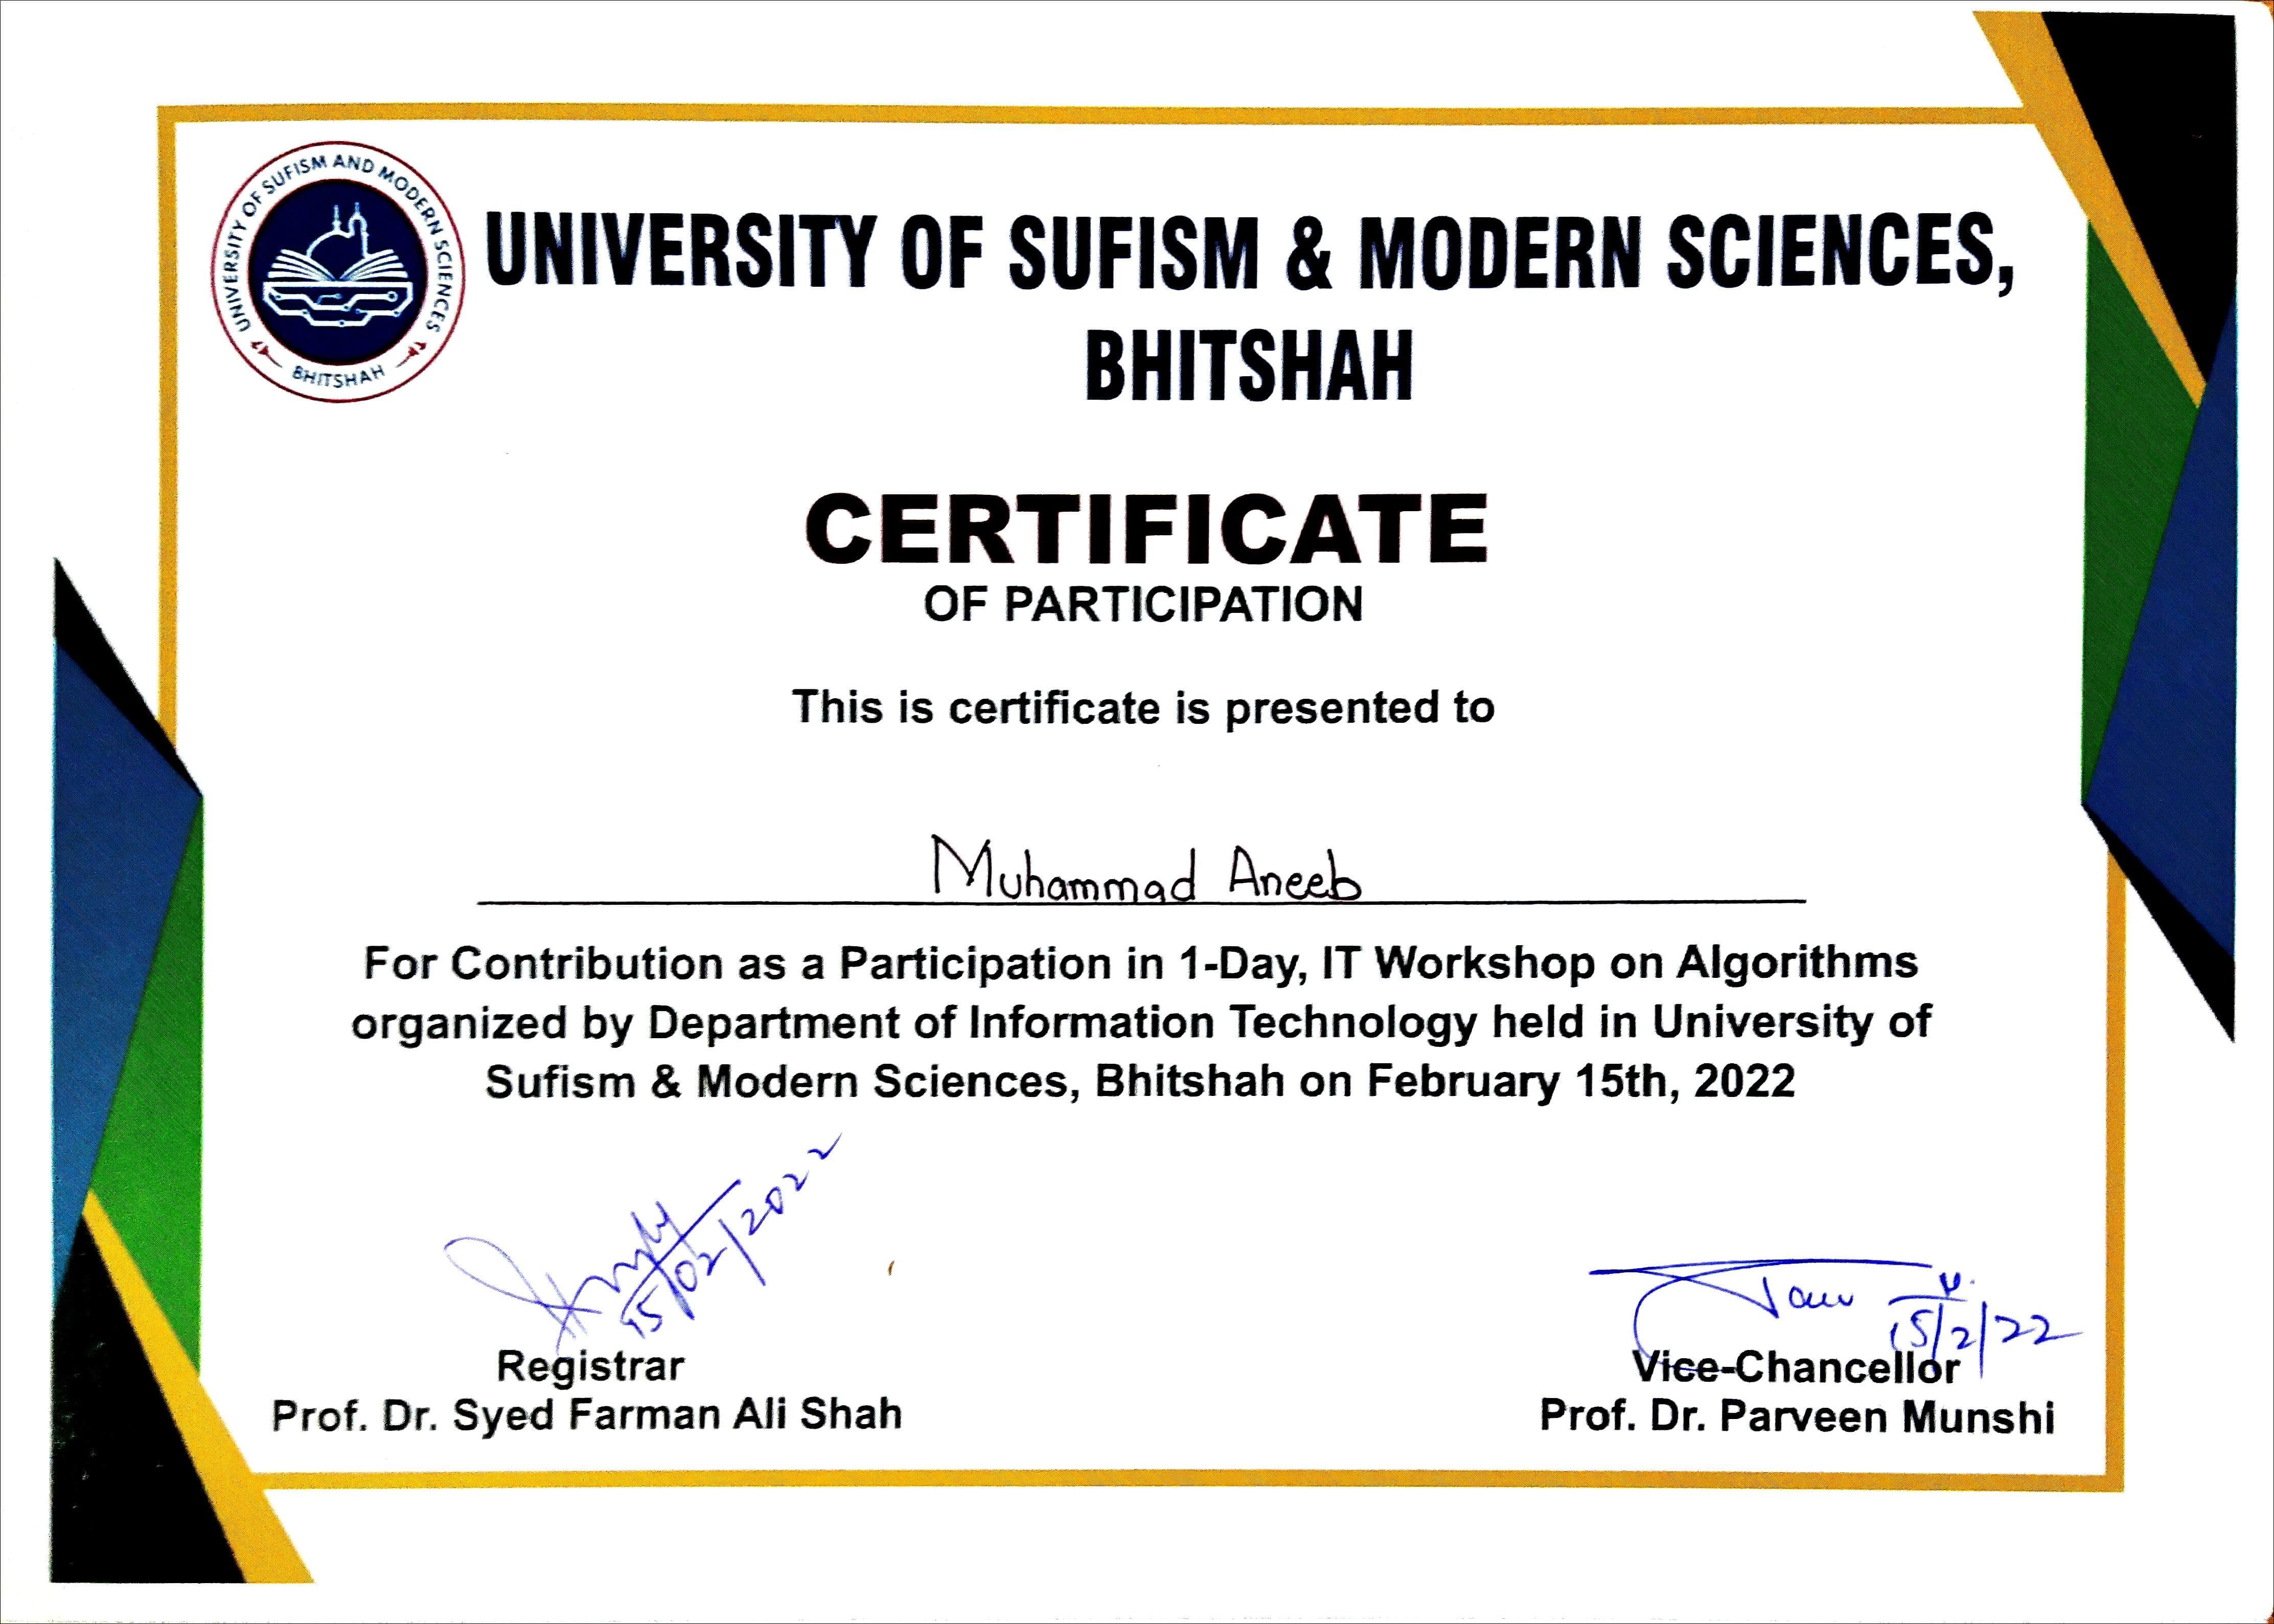 UNIVERSITY OF SUFISM AND MODERN SCIENCES
BHITSHAH
UNIVERSITY OF SUFISM & MODERN SCIENCES,
BHITSHAH
CERTIFICATE
OF PARTICIPATION
This is certificate is presented to
Muhammad Aneeb
For Contribution as a Participation in 1-Day, IT Workshop on Algorithms
organized by Department of Information Technology held in University of
Sufism & Modern Sciences, Bhitshah on February 15th, 2022
15/02/2022
15/2/22
Registrar
Prof. Dr. Syed Farman Ali Shah
Vice-Chancellor
Prof. Dr. Parveen Munshi